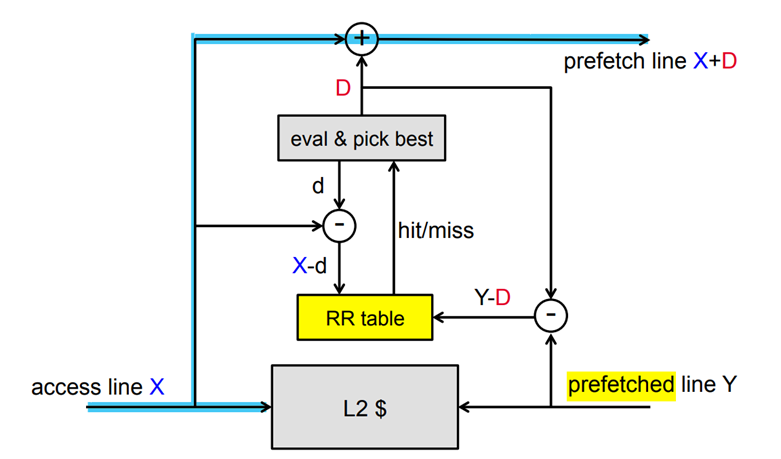 +
prefetch line X+D
D
eval & pick best
d
-
hit/miss
X-d
Y-D
RR table
-
access line X
prefetched line Y
L2 $